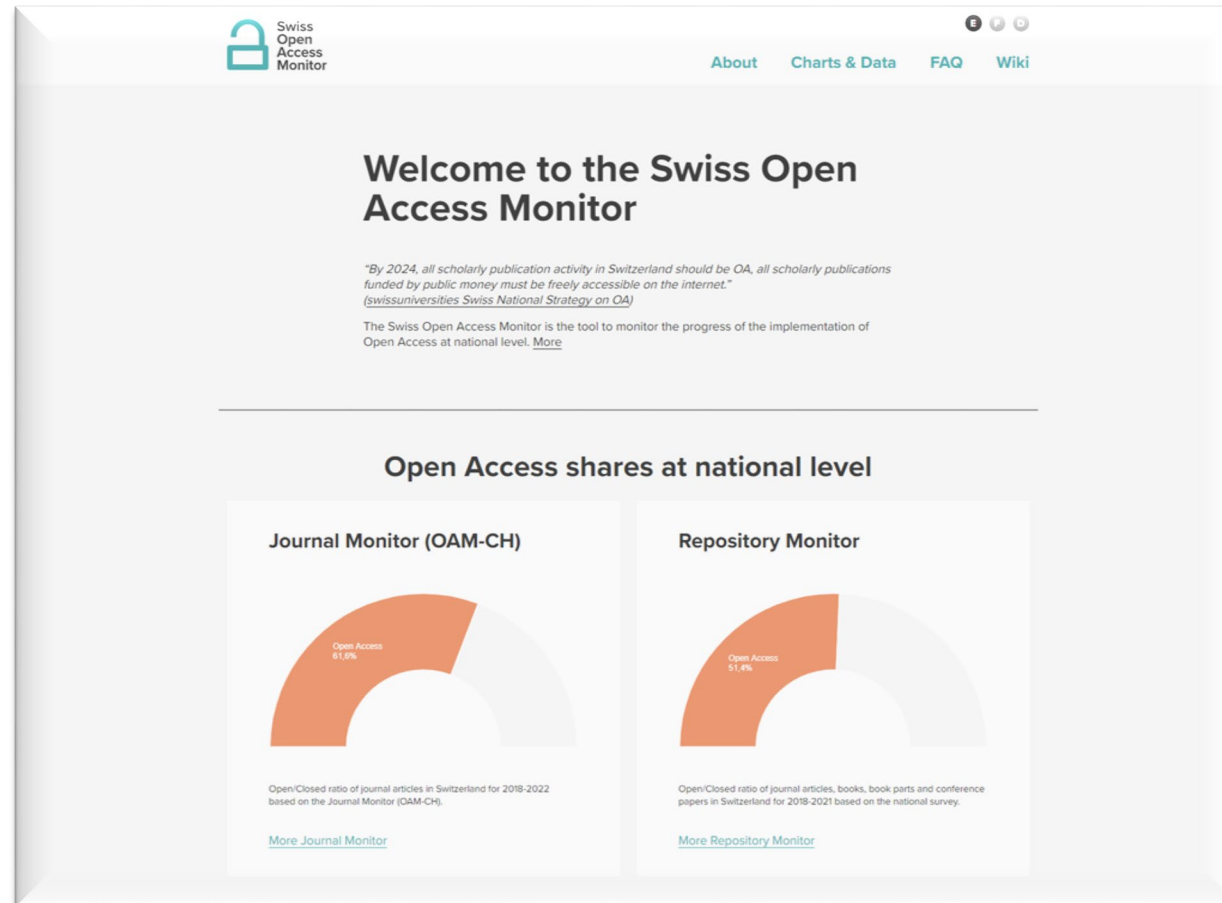 Swiss
Open
Access
Monitor
E F D
About Charts & Data FAQ Wiki
Welcome to the Swiss Open
Access Monitor
“By 2024, all scholarly publication activity in Switzerland should be OA, all scholarly publications
funded by public money must be freely accessible on the internet.”
(swissuniversities Swiss National Strategy on OA)
The Swiss Open Access Monitor is the tool to monitor the progress of the implementation of
Open Access at national level. More
Open Access shares at national level
Journal Monitor (OAM-CH)
Open Access
61,6%
Open/Closed ratio of journal articles in Switzerland for 2018-2022
based on the Journal Monitor (OAM-CH).
More Journal Monitor
Repository Monitor
Open Access
51,4%
Open/Closed ratio of journal articles, books, book parts and conference
papers in Switzerland for 2018-2021 based on the national survey.
More Repository Monitor